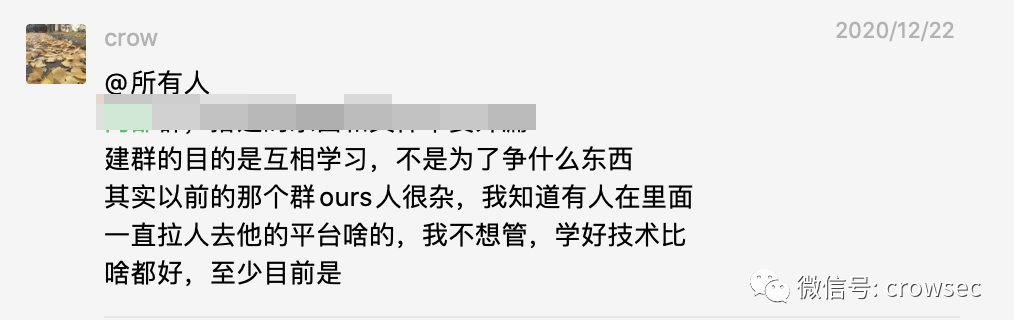 crow
2020/12/22
@所有人
建群的目的是互相学习，不是为了争什么东西
其实以前的那个群ours人很杂，我知道有人在里面
一直拉人去他的平台啥的，我不想管，学好技术比
啥都好，至少目前是
微信号: crowsec